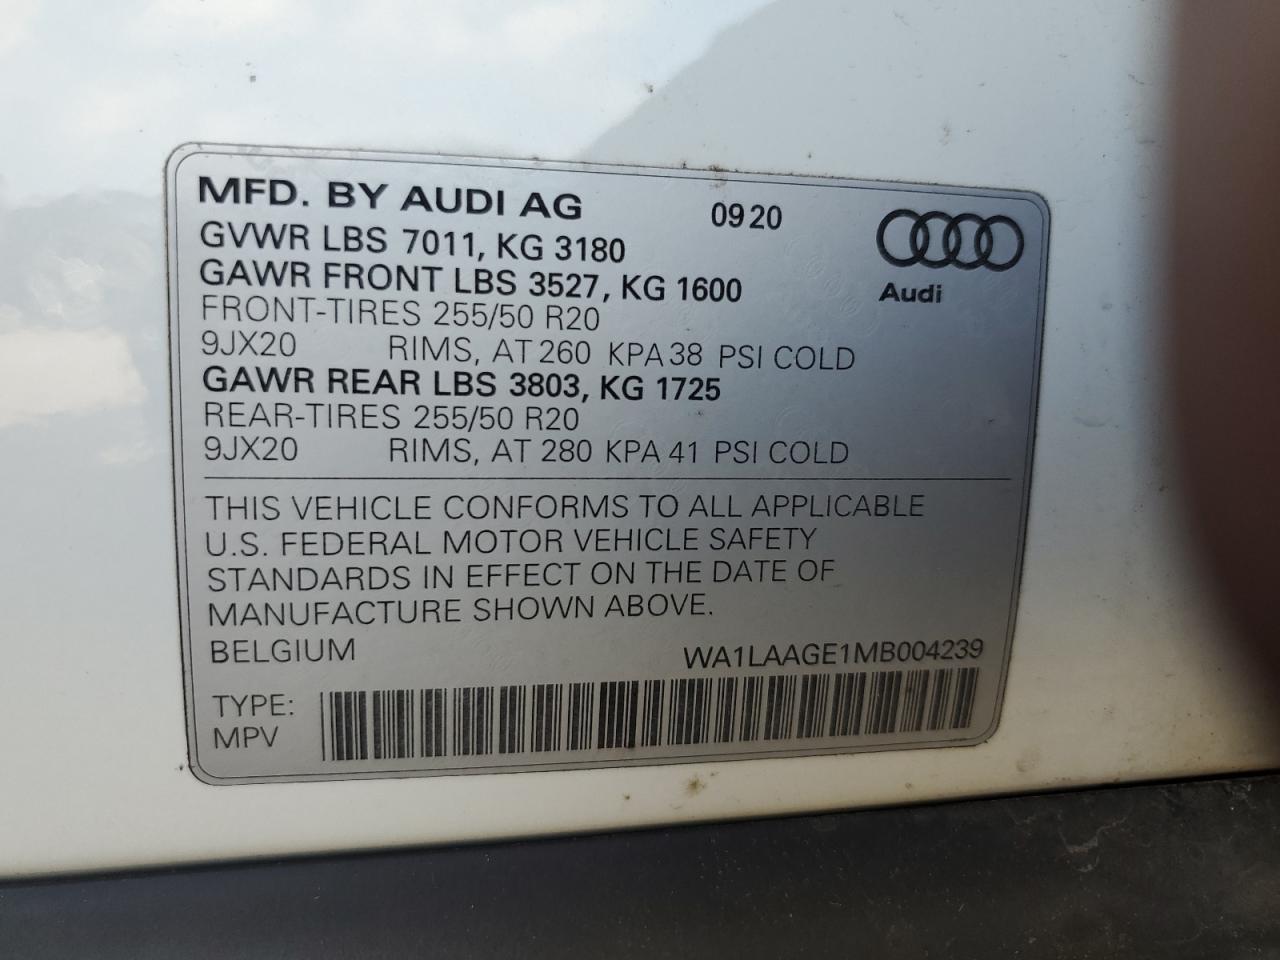 MFD. BY AUDI AG 09 20
GVWR LBS 7011, KG 3180
GAWR FRONT LBS 3527, KG 1600
Audi
FRONT-TIRES 255/50 R20
9JX20 RIMS, AT 260 KPA 38 PSI COLD
GAWR REAR LBS 3803, KG 1725
REAR-TIRES 255/50 R20
9JX20 RIMS, AT 280 KPA 41 PSI COLD
THIS VEHICLE CONFORMS TO ALL APPLICABLE
U.S. FEDERAL MOTOR VEHICLE SAFETY
STANDARDS IN EFFECT ON THE DATE OF
MANUFACTURE SHOWN ABOVE.
BELGIUM WA1LAAGE1MB004239
TYPE:
MPV